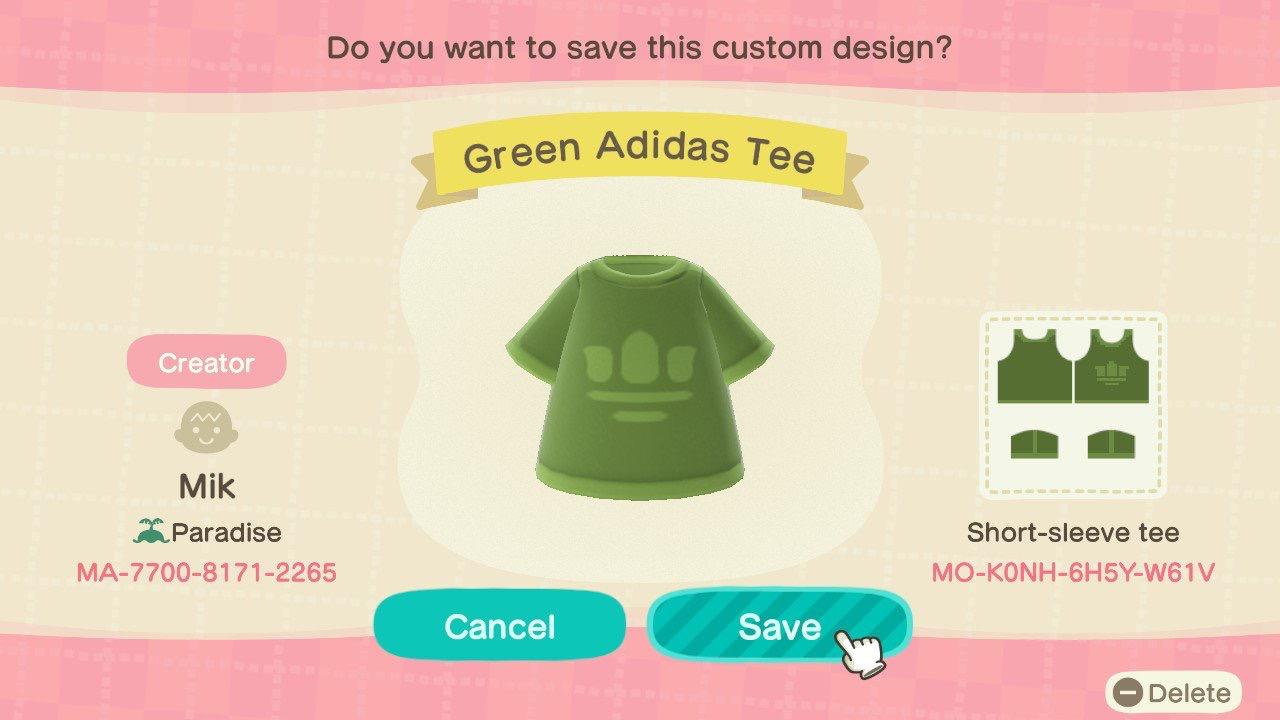 Do you want to save this custom design?
Green Adidas Tee
Creator
Mik
Paradise
MA-7700-8171-2265
Short-sleeve tee
MO-K0NH-6H5Y-W61V
Cancel
Save
Delete